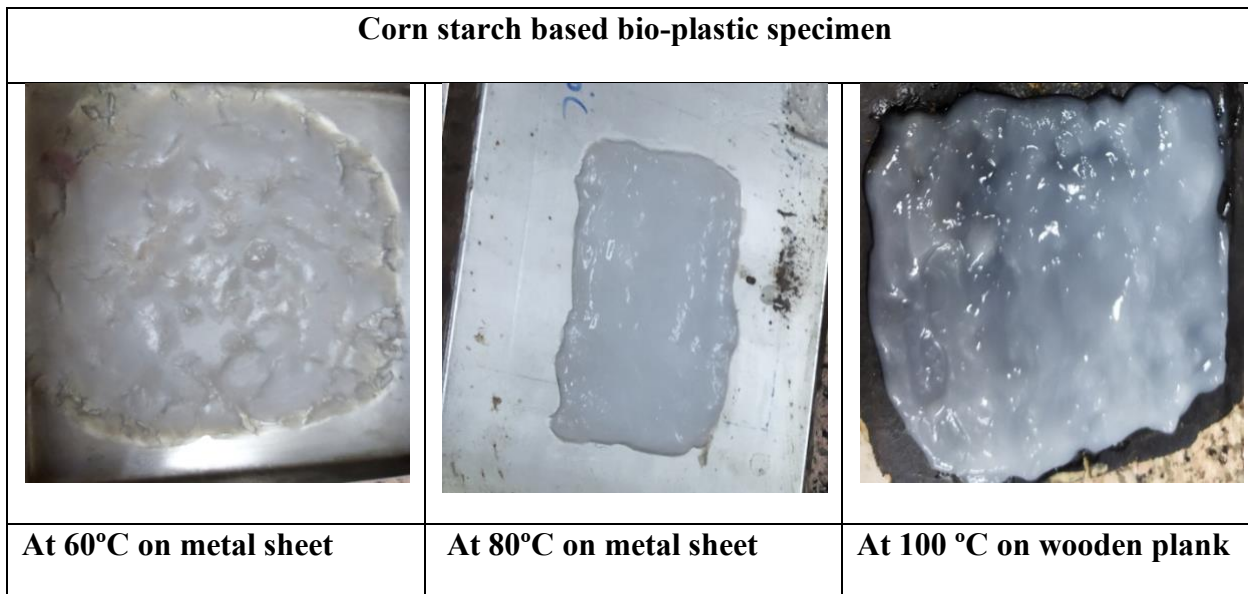 Corn starch based bio-plastic specimen
At 60ºC on metal sheet
At 80ºC on metal sheet
At 100 ºC on wooden plank